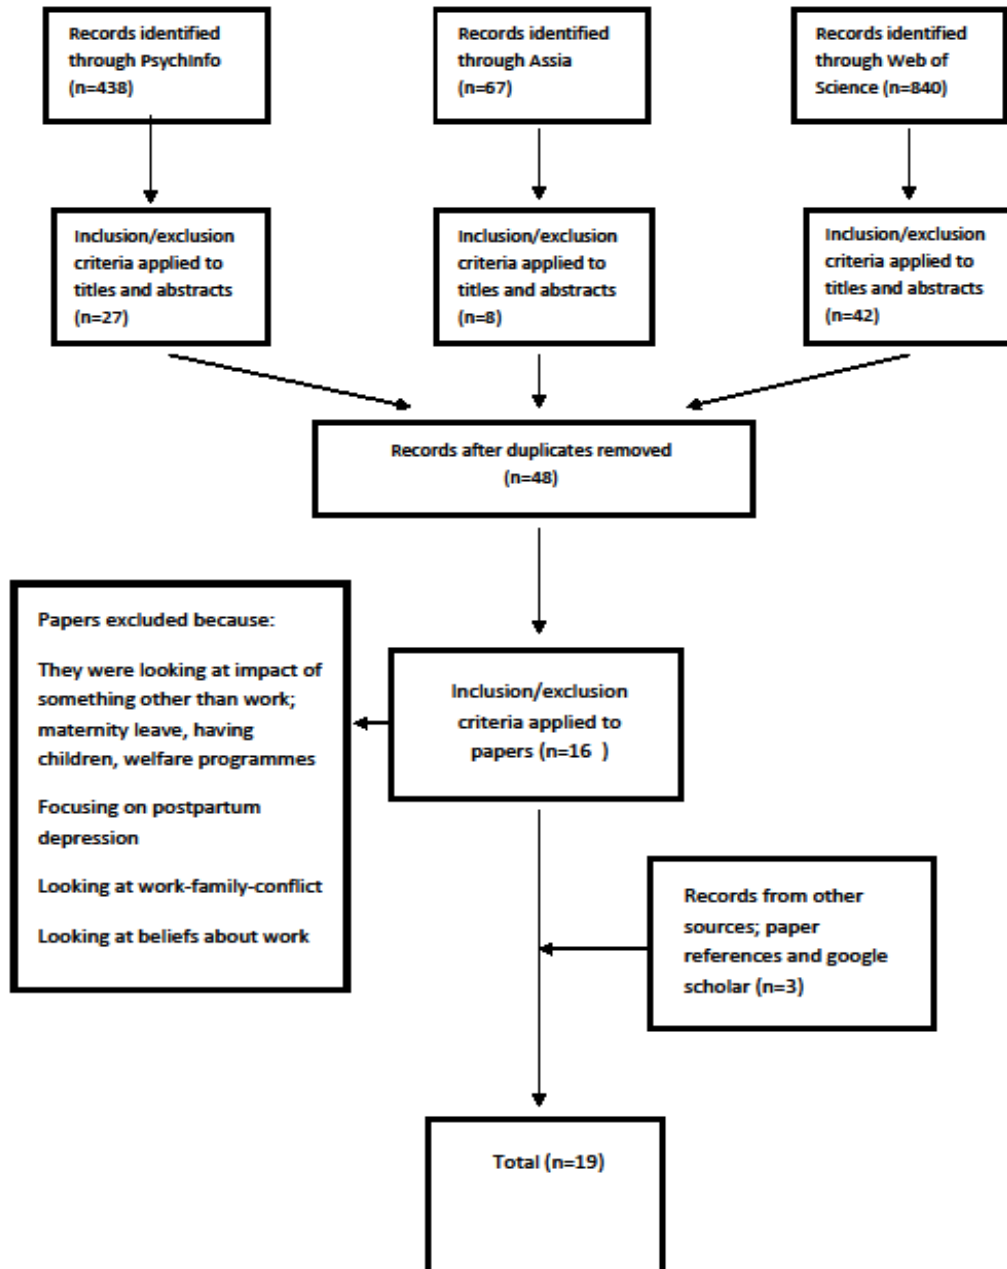 Records identified
through PsychInfo
(n=438)
Records identified
through Assia
(n=67)
Records identified
through Web of
Science (n=840)
Inclusion/exclusion
criteria applied to
titles and abstracts
(n=27)
Inclusion/exclusion
criteria applied to
titles and abstracts
(n=8)
Inclusion/exclusion
criteria applied to
titles and abstracts
(n=42)
Records after duplicates removed
(n=48)
Papers excluded because:
They were looking at impact of
something other than work;
maternity leave, having
children, welfare programmes
Focusing on postpartum
depression
Looking at work-family-conflict
Looking at beliefs about work
Inclusion/exclusion
criteria applied to
papers (n=16 )
Records from other
sources; paper
references and google
scholar (n=3)
Total (n=19)